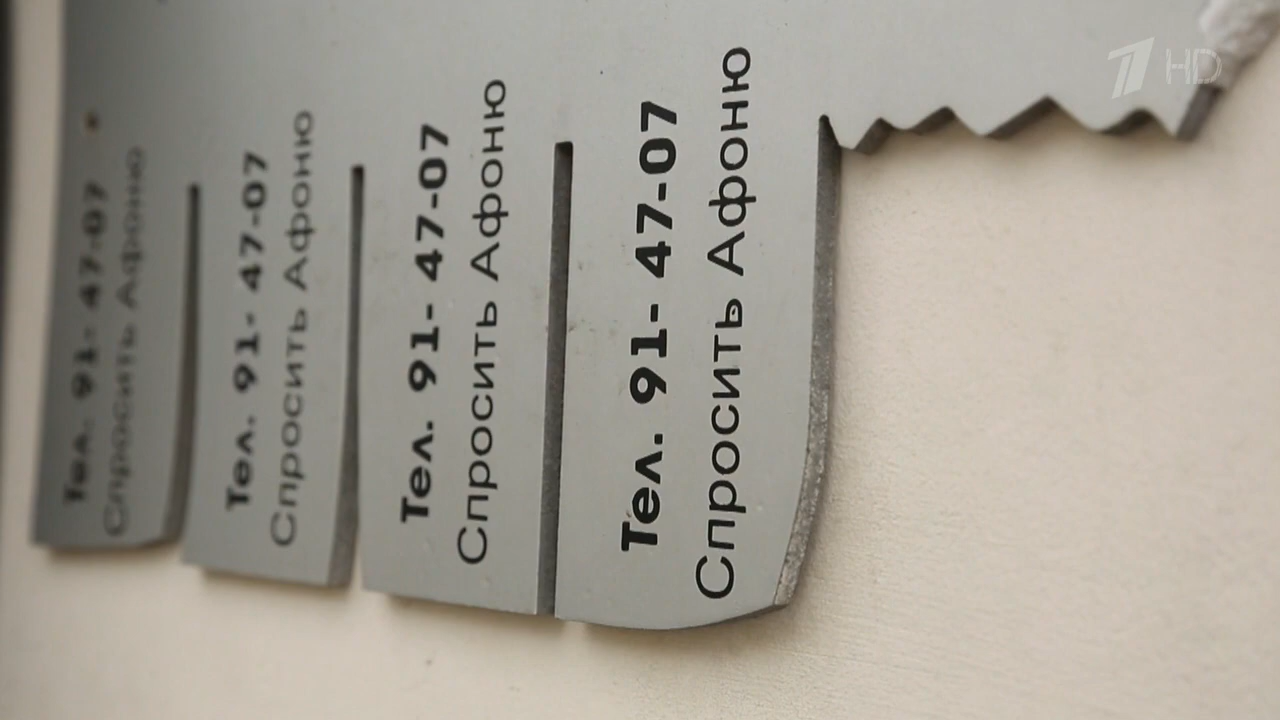 Тел. 91- 47-07
Спросить Афоню
Тел. 91- 47-07
Спросить Афоню
Тел. 91- 47-07
Спросить Афоню
Тел. 91- 47-07
Спросить Афоню
1 HD